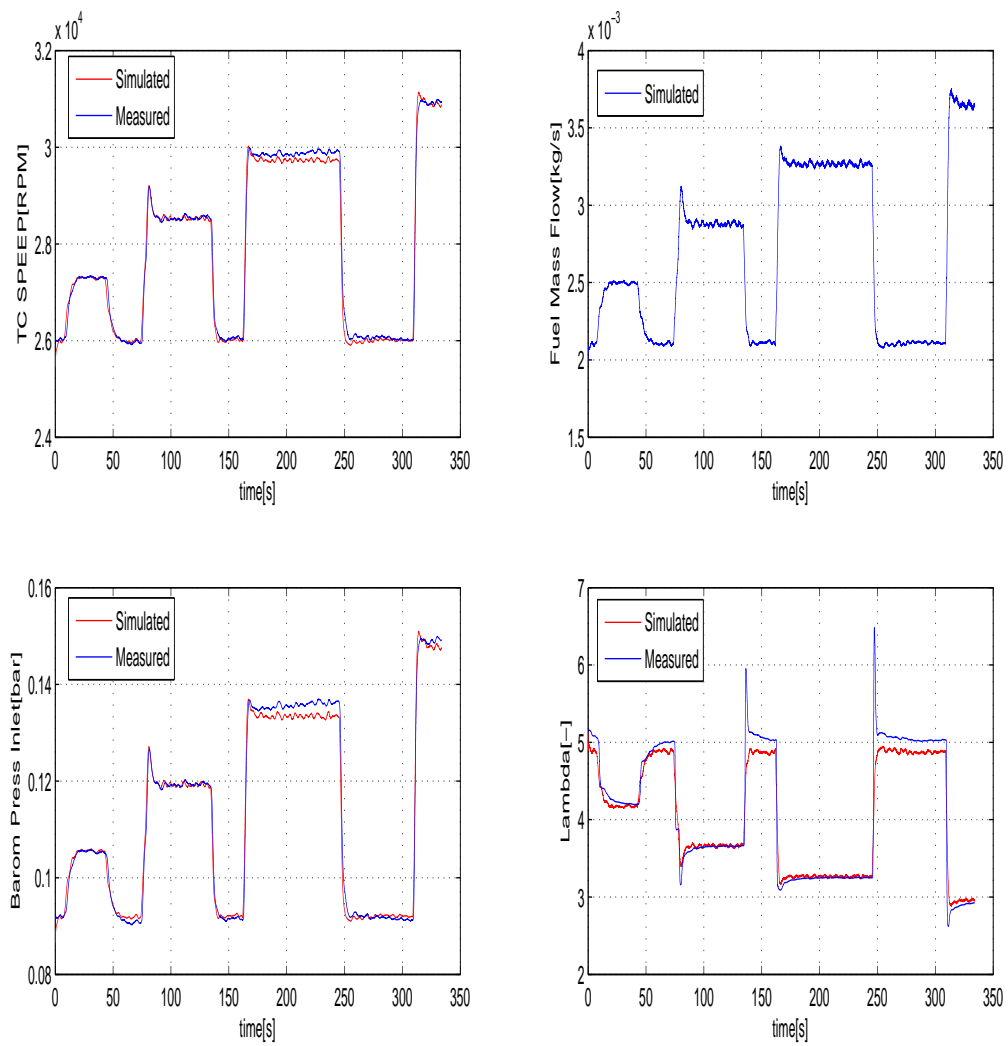 x 10^4
3.2
3.0
2.8
2.6
2.4
TC SPEEP[RPM]
Simulated
Measured
0 50 100 150 200 250 300 350
time[s]
x 10^-3
4
3.5
3
2.5
2
1.5
Fuel Mass Flow[kg/s]
Simulated
0 50 100 150 200 250 300 350
time[s]
0.16
0.14
0.12
0.1
0.08
Barom Press Inlet[bar]
Simulated
Measured
0 50 100 150 200 250 300 350
time[s]
7
6
5
4
3
2
Lambda[-]
Simulated
Measured
0 50 100 150 200 250 300 350
time[s]